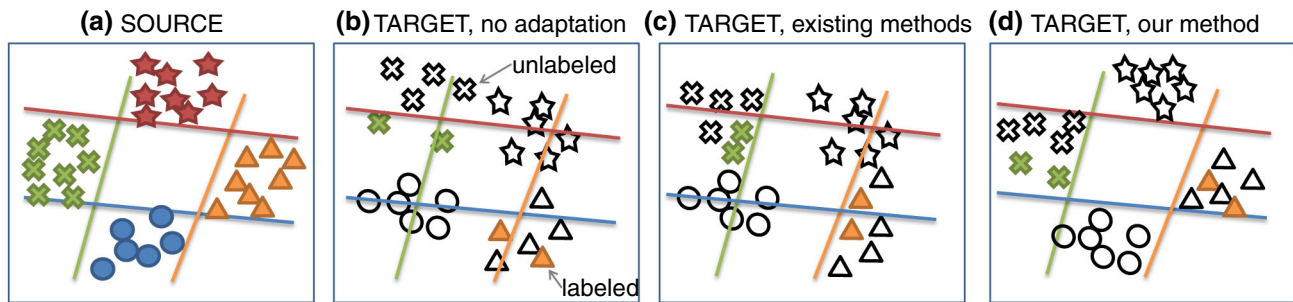 (a) SOURCE
(b) TARGET, no adaptation
(c) TARGET, existing methods
(d) TARGET, our method
unlabeled
labeled